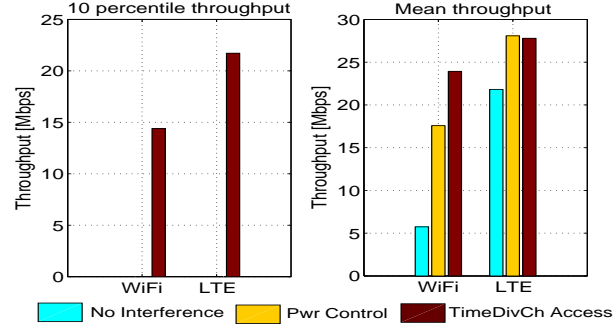 10 percentile throughput
Mean throughput
Throughput [Mbps]
25
20
15
10
5
0
WiFi
LTE
Throughput [Mbps]
30
25
20
15
10
5
0
WiFi
LTE
No Interference
Pwr Control
TimeDivCh Access